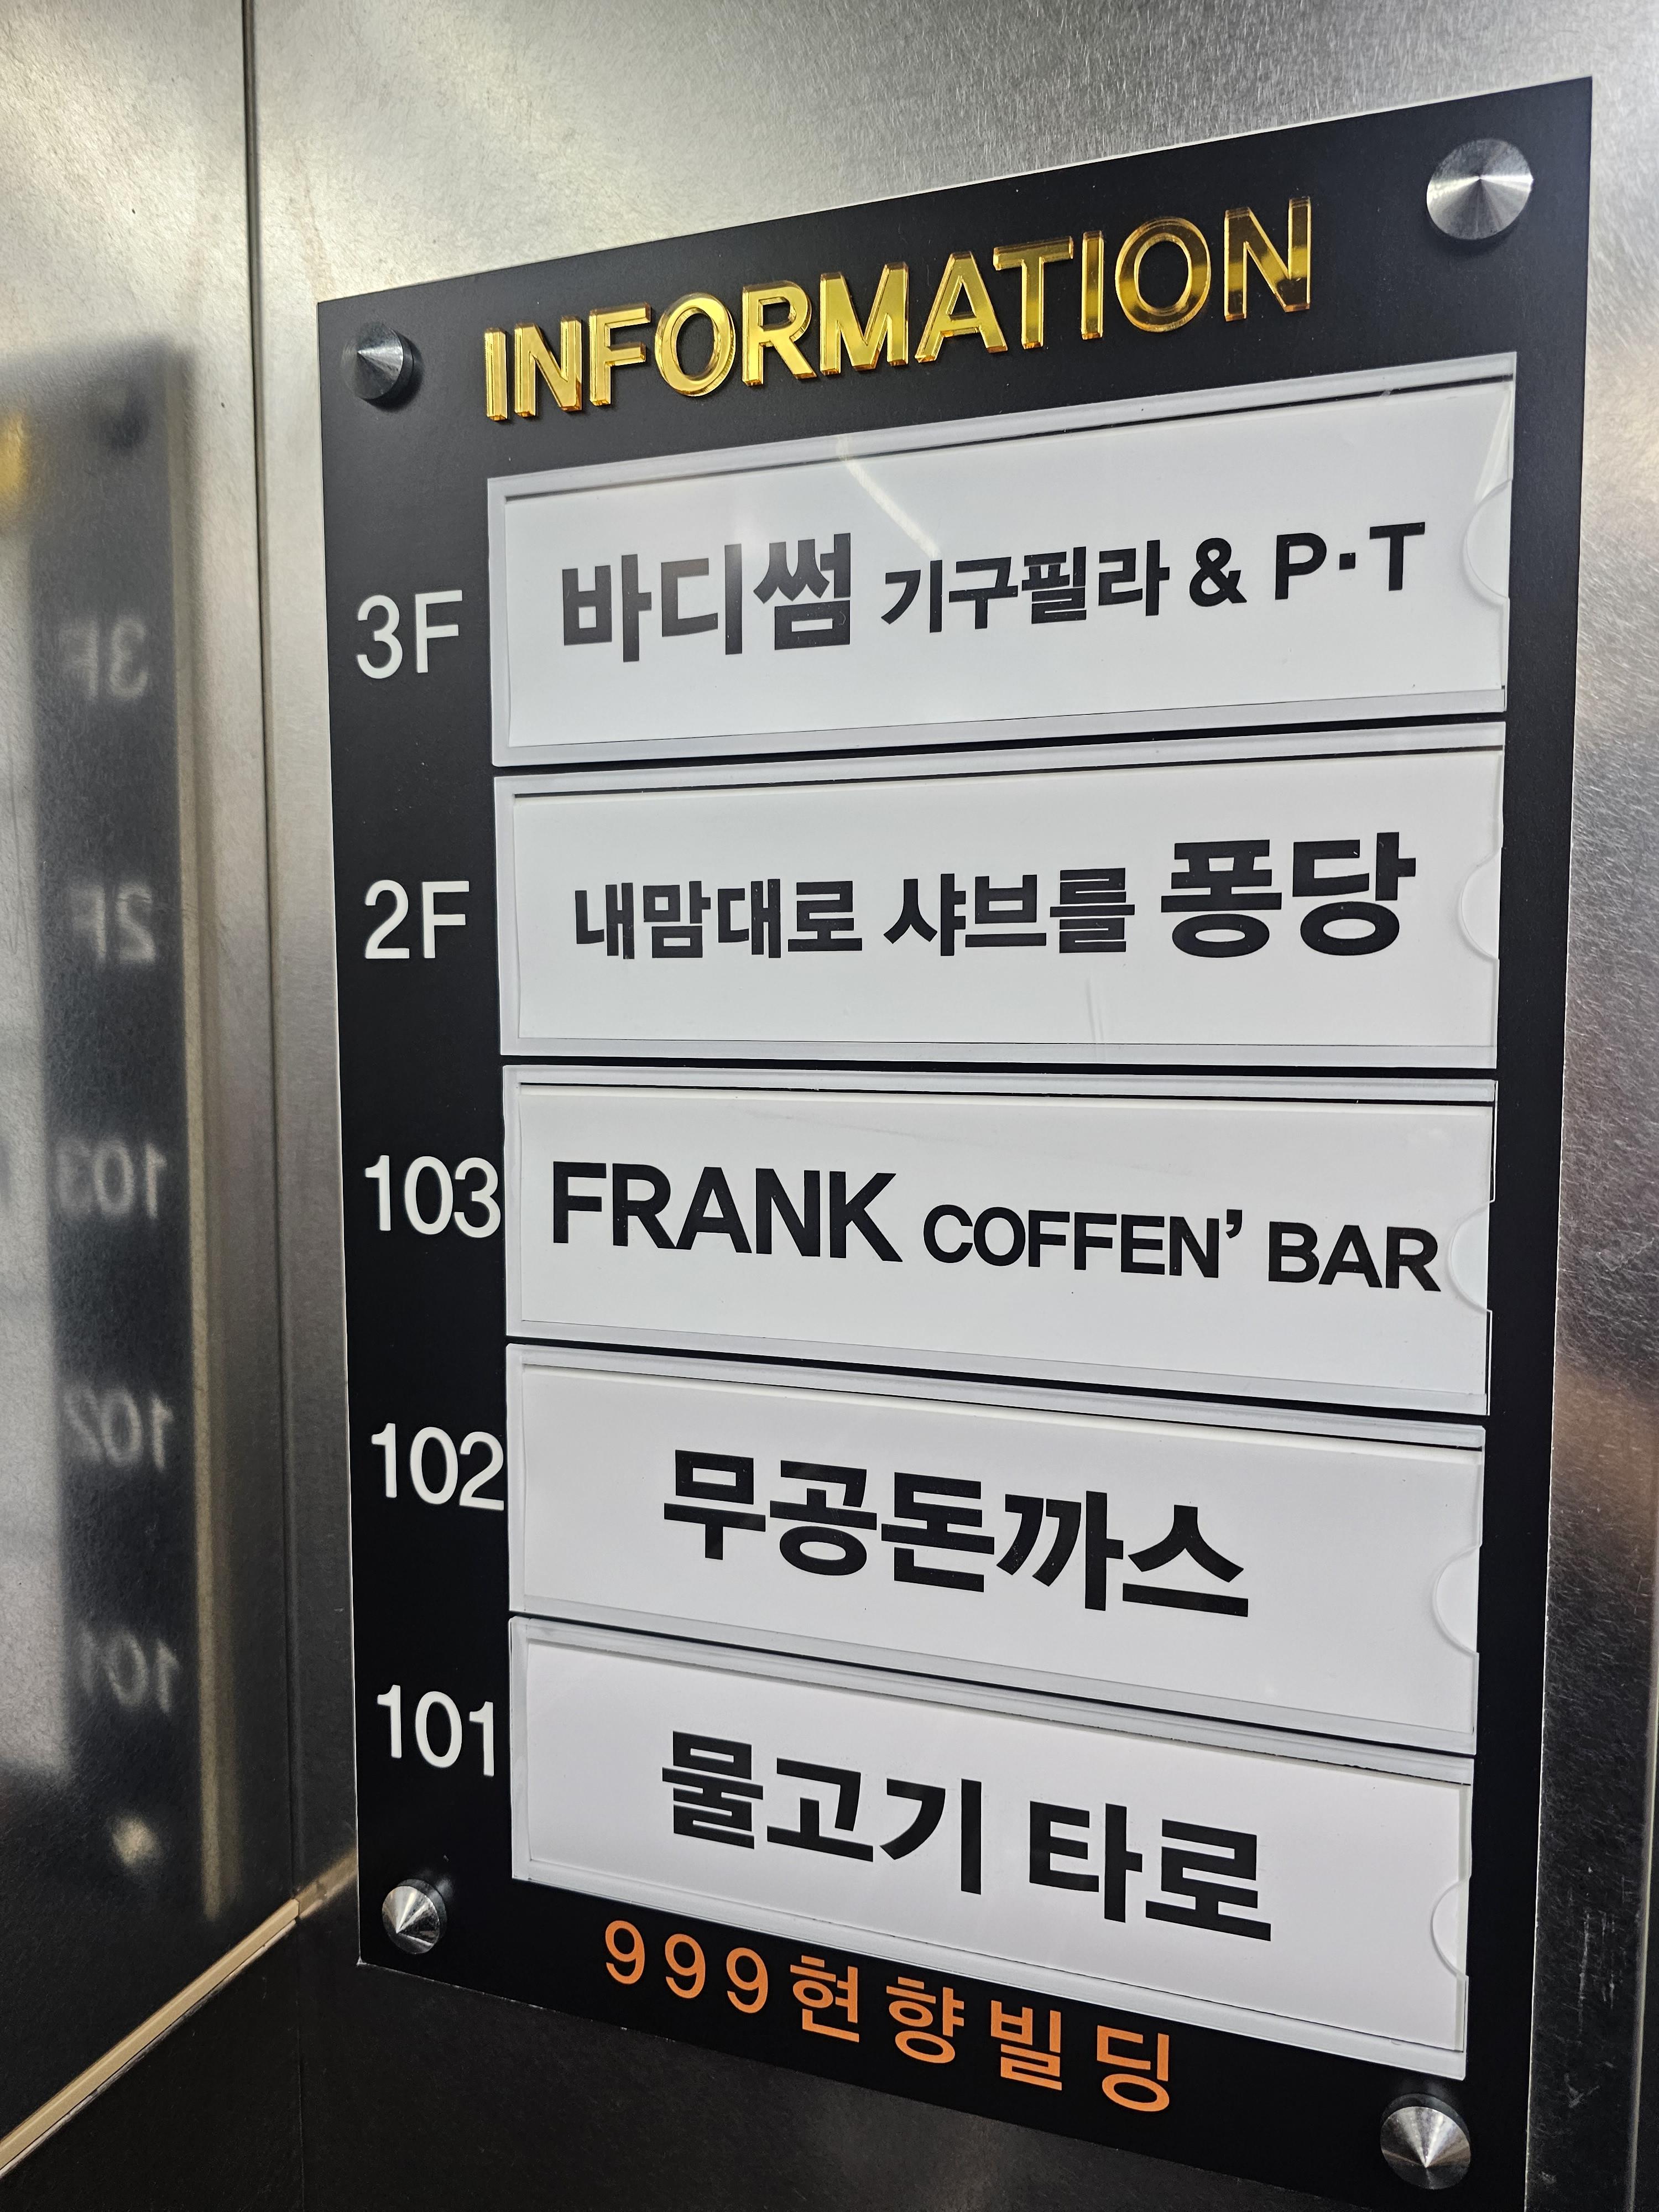 INFORMATION
3F 바디썸 기구필라 & P·T
2F 내맘대로 샤브를 퐁당
103 FRANK COFFEN' BAR
102 무공돈까스
101 물고기 타로
999현향빌딩